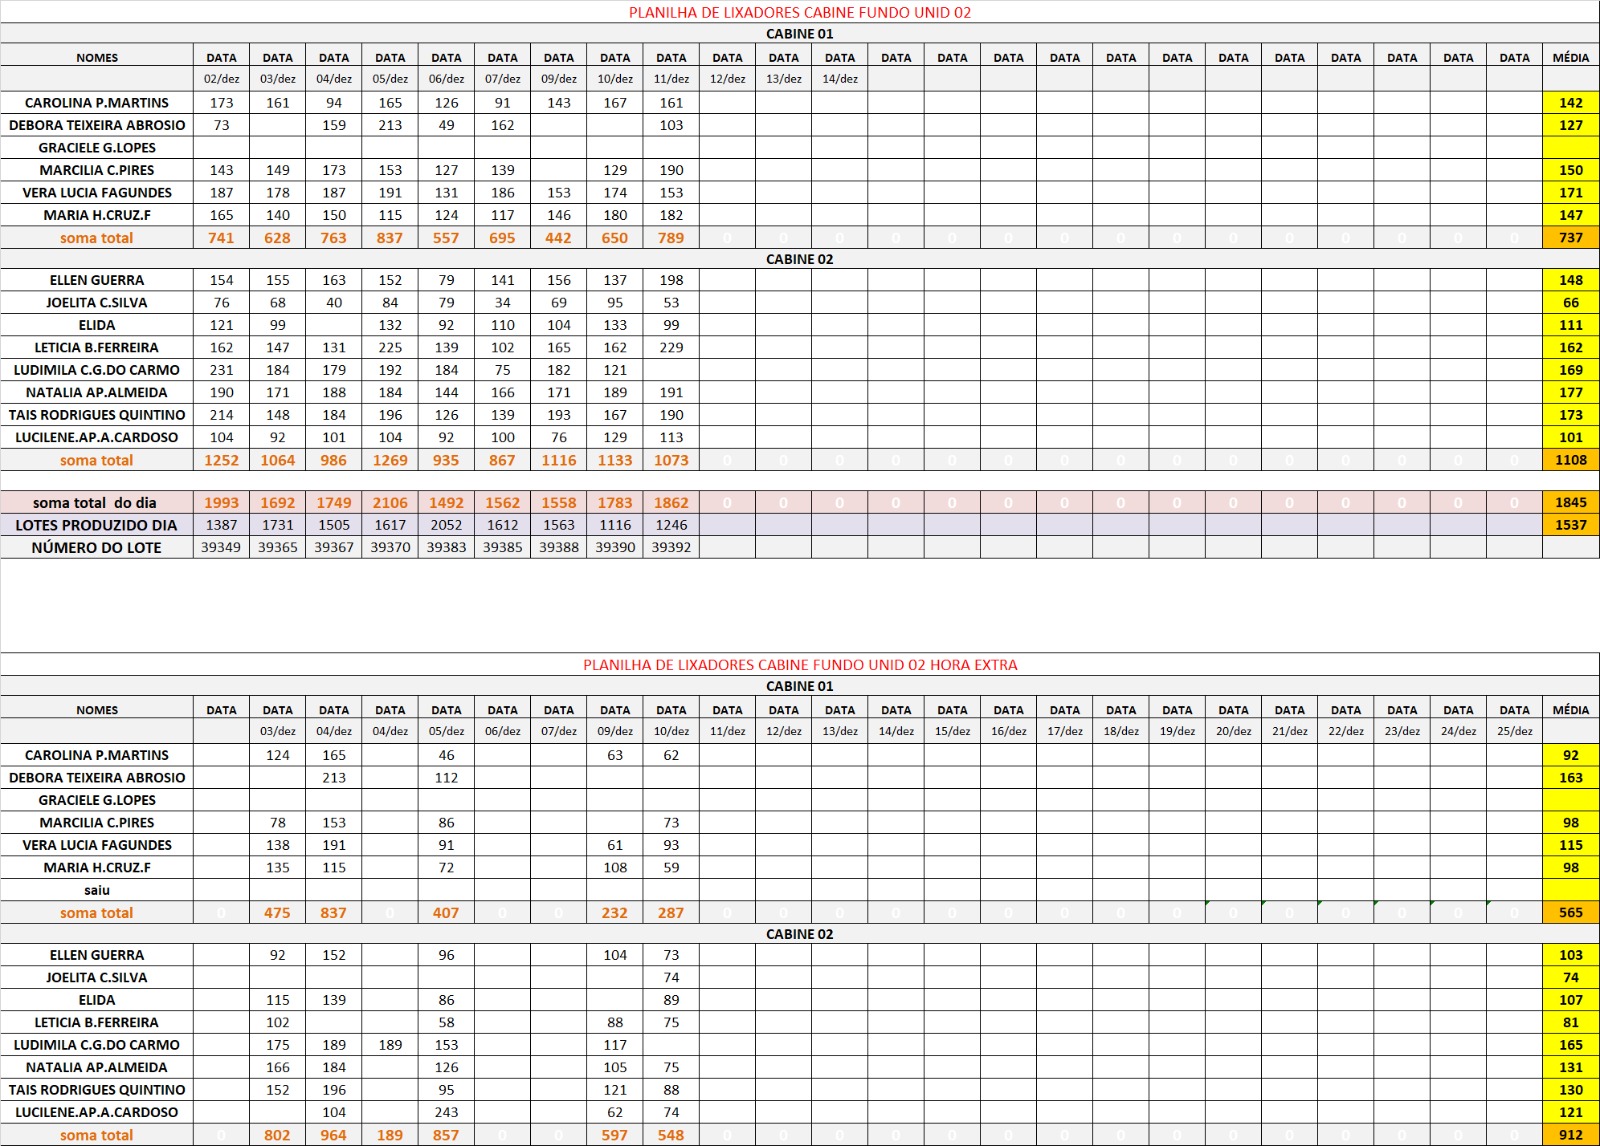 PLANILHA DE LIXADORES CABINE FUNDO UNID 02
CABINE 01
NOMES DATA DATA DATA DATA DATA DATA DATA DATA DATA DATA DATA DATA DATA DATA DATA DATA DATA DATA DATA DATA DATA DATA DATA DATA MÉDIA
02/dez 03/dez 04/dez 05/dez 06/dez 07/dez 09/dez 10/dez 11/dez 12/dez 13/dez 14/dez
CAROLINA P.MARTINS 173 161 94 165 126 91 143 167 161 142
DEBORA TEIXEIRA ABROSIO 73 159 213 49 162 103 127
GRACIELE G.LOPES
MARCILIA C.PIRES 143 149 173 153 127 139 129 190 150
VERA LUCIA FAGUNDES 187 178 187 191 131 186 153 174 153 171
MARIA H.CRUZ.F 165 140 150 115 124 117 146 180 182 147
soma total 741 628 763 837 557 695 442 650 789 0 0 0 0 0 0 0 0 0 0 0 0 0 0 0 737
CABINE 02
ELLEN GUERRA 154 155 163 152 79 141 156 137 198 148
JOELITA C.SILVA 76 68 40 84 79 34 69 95 53 66
ELIDA 121 99 132 92 110 104 133 99 111
LETICIA B.FERREIRA 162 147 131 225 139 102 165 162 229 162
LUDIMILA C.G.DO CARMO 231 184 179 192 184 75 182 121 169
NATALIA AP.ALMEIDA 190 171 188 184 144 166 171 189 191 177
TAIS RODRIGUES QUINTINO 214 148 184 196 126 139 193 167 190 173
LUCILENE.AP.A.CARDOSO 104 92 101 104 92 100 76 129 113 101
soma total 1252 1064 986 1269 935 867 1116 1133 1073 0 0 0 0 0 0 0 0 0 0 0 0 0 0 0 1108
soma total do dia 1993 1692 1749 2106 1492 1562 1558 1783 1862 0 0 0 0 0 0 0 0 0 0 0 0 0 0 0 1845
LOTES PRODUZIDO DIA 1387 1731 1505 1617 2052 1612 1563 1116 1246 1537
NÚMERO DO LOTE 39349 39365 39367 39370 39383 39385 39388 39390 39392
PLANILHA DE LIXADORES CABINE FUNDO UNID 02 HORA EXTRA
CABINE 01
NOMES DATA DATA DATA DATA DATA DATA DATA DATA DATA DATA DATA DATA DATA DATA DATA DATA DATA DATA DATA DATA DATA DATA DATA DATA MÉDIA
03/dez 04/dez 04/dez 05/dez 06/dez 07/dez 09/dez 10/dez 11/dez 12/dez 13/dez 14/dez 15/dez 16/dez 17/dez 18/dez 19/dez 20/dez 21/dez 22/dez 23/dez 24/dez 25/dez
CAROLINA P.MARTINS 124 165 46 63 62 92
DEBORA TEIXEIRA ABROSIO 213 112 163
GRACIELE G.LOPES
MARCILIA C.PIRES 78 153 86 73 98
VERA LUCIA FAGUNDES 138 191 91 61 93 115
MARIA H.CRUZ.F 135 115 72 108 59 98
saiu
soma total 0 475 837 0 407 0 0 232 287 0 0 0 0 0 0 0 0 0 0 0 0 0 0 0 565
CABINE 02
ELLEN GUERRA 92 152 96 104 73 103
JOELITA C.SILVA 74 74
ELIDA 115 139 86 89 107
LETICIA B.FERREIRA 102 58 88 75 81
LUDIMILA C.G.DO CARMO 175 189 189 153 117 165
NATALIA AP.ALMEIDA 166 184 126 105 75 131
TAIS RODRIGUES QUINTINO 152 196 95 121 88 130
LUCILENE.AP.A.CARDOSO 104 243 62 74 121
soma total 0 802 964 189 857 0 0 597 548 0 0 0 0 0 0 0 0 0 0 0 0 0 0 0 912